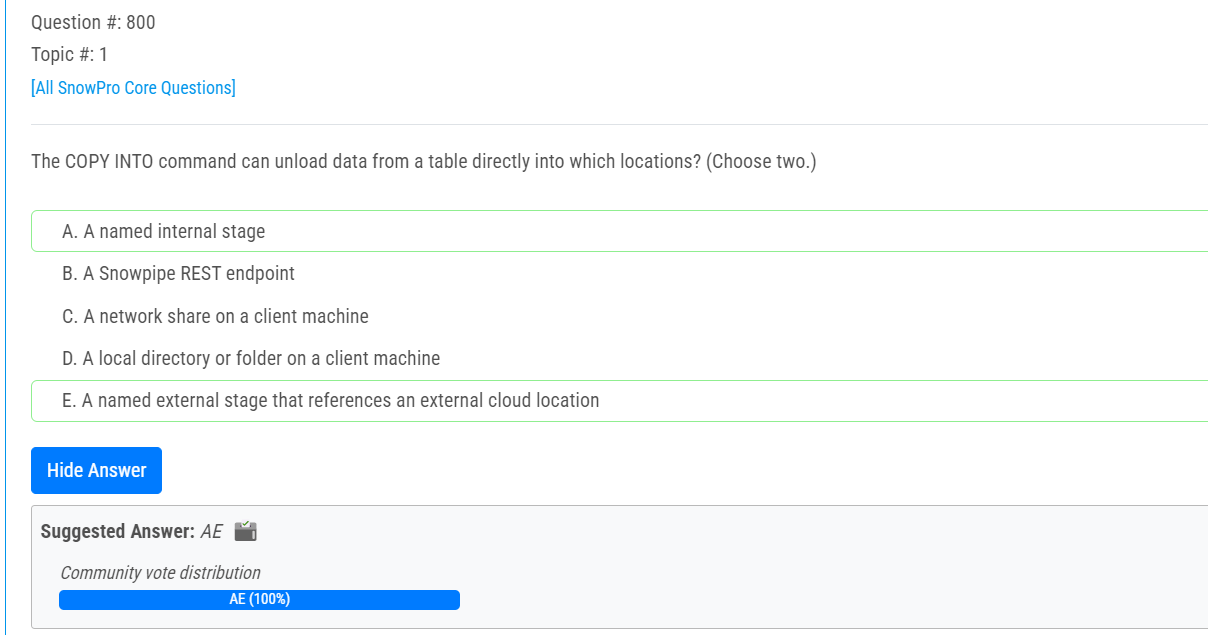 Question #: 800
Topic #: 1
[All SnowPro Core Questions]
The COPY INTO command can unload data from a table directly into which locations? (Choose two.)
A. A named internal stage
B. A Snowpipe REST endpoint
C. A network share on a client machine
D. A local directory or folder on a client machine
E. A named external stage that references an external cloud location
Hide Answer
Suggested Answer: AE
Community vote distribution
AE (100%)